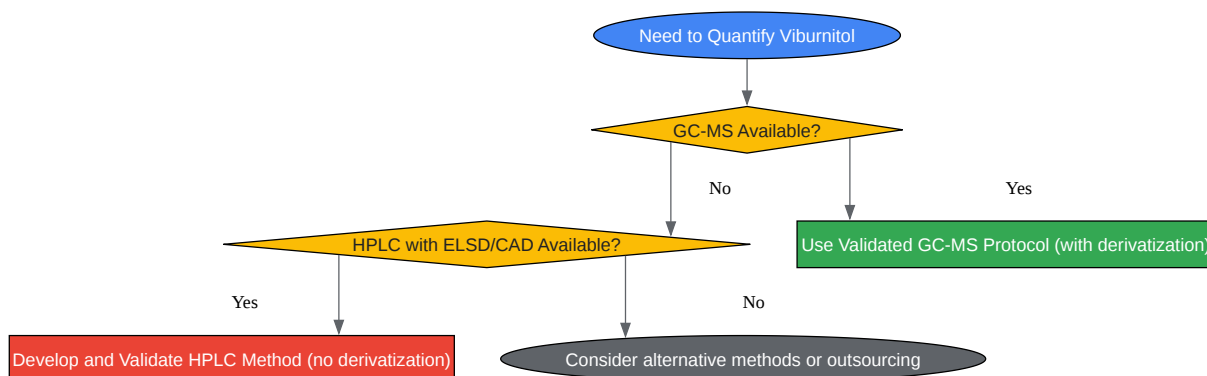 Need to Quantify Viburnitol
GC-MS Available?
No
Yes
HPLC with ELSD/CAD Available?
Use Validated GC-MS Protocol (with derivatization)
Yes
No
Develop and Validate HPLC Method (no derivatization)
Consider alternative methods or outsourcing